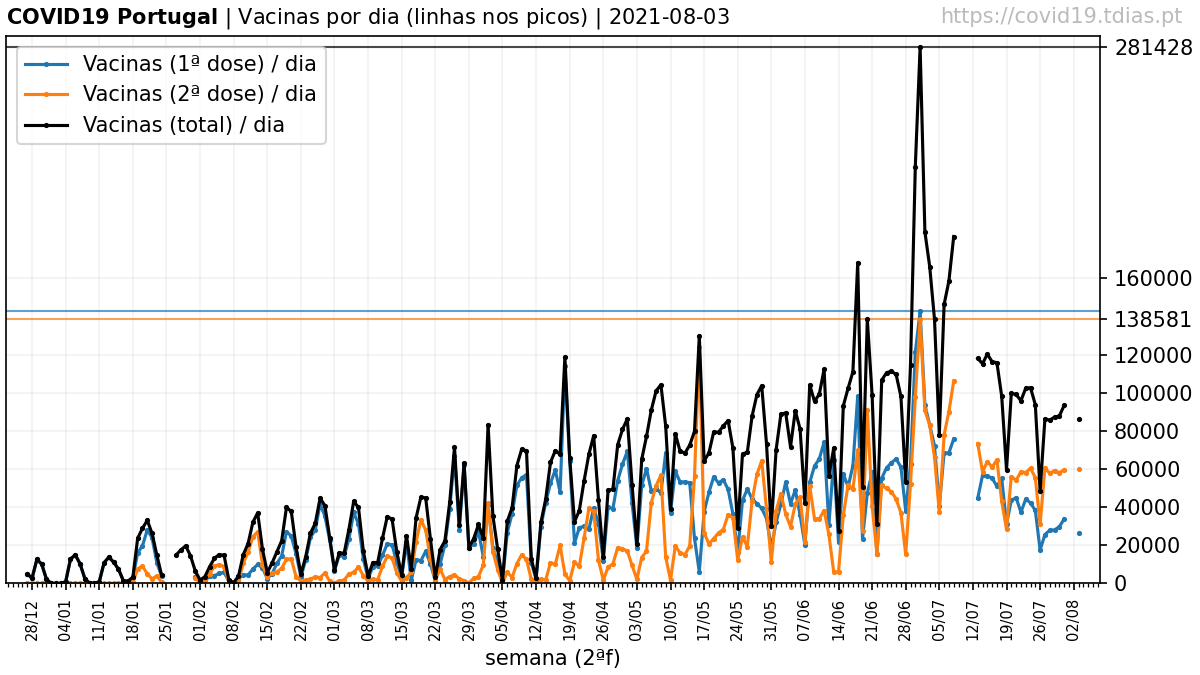 COVID19 Portugal | Vacinas por dia (linhas nos picos) | 2021-08-03
https://covid19.tdias.pt
Vacinas (1ª dose) / dia
Vacinas (2ª dose) / dia
Vacinas (total) / dia
281428
160000
138581
120000
100000
80000
60000
40000
20000
0
28/12 04/01 11/01 18/01 25/01 01/02 08/02 15/02 22/02 01/03 08/03 15/03 22/03 29/03 05/04 12/04 19/04 26/04 03/05 10/05 17/05 24/05 31/05 07/06 14/06 21/06 28/06 05/07 12/07 19/07 26/07 02/08
semana (2ªf)